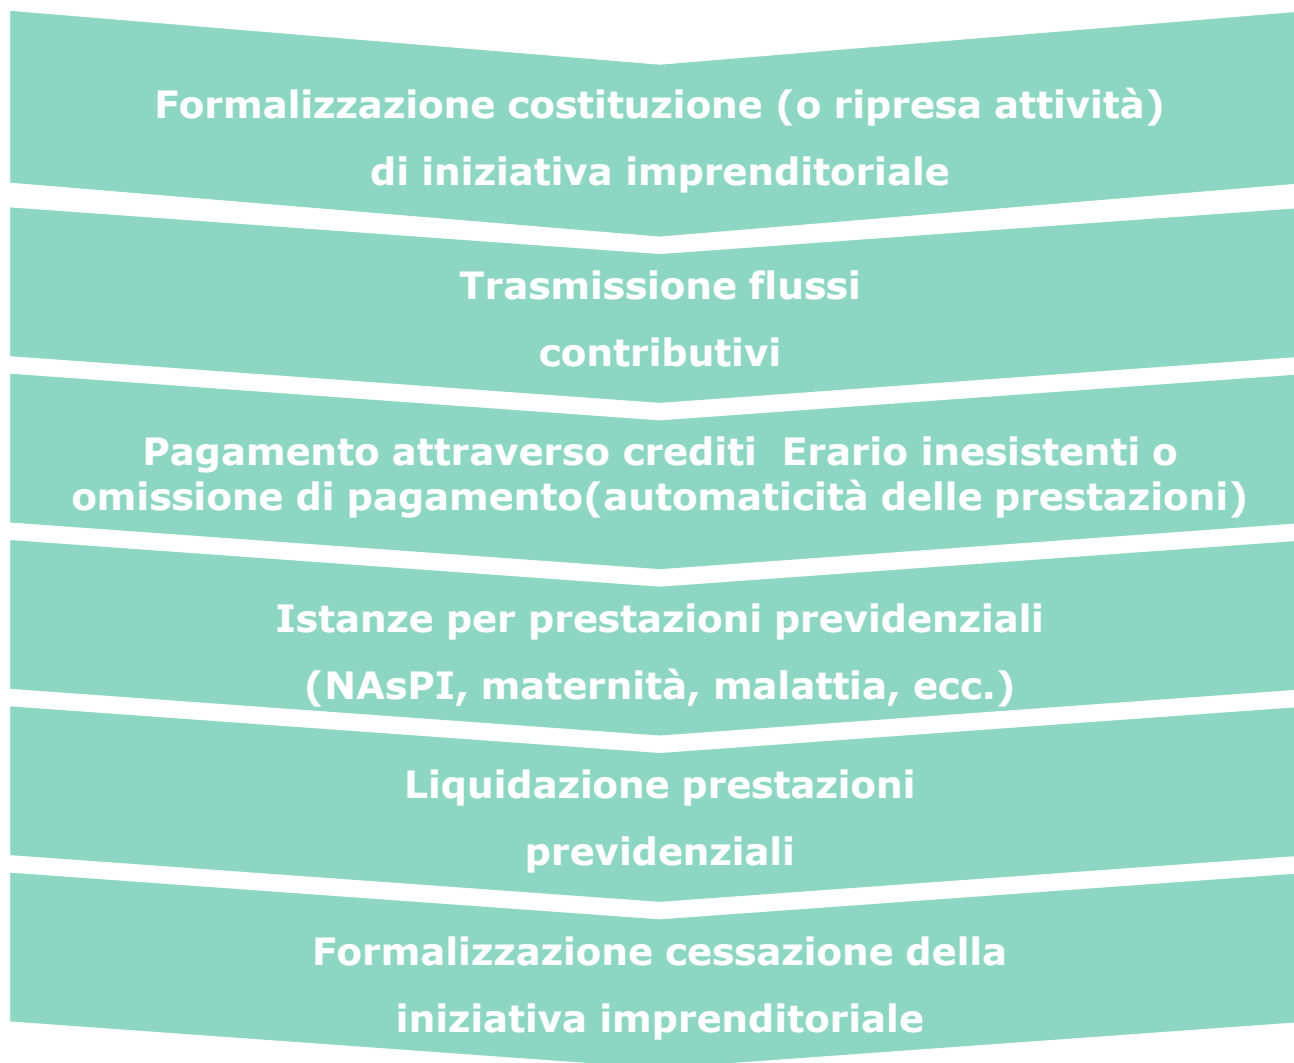 Formalizzazione costituzione (o ripresa attività)
di iniziativa imprenditoriale
Trasmissione flussi
contributivi
Pagamento attraverso crediti  Erario inesistenti o
omissione di pagamento(automaticità delle prestazioni)
Istanze per prestazioni previdenziali
(NAsPI, maternità, malattia, ecc.)
Liquidazione prestazioni
previdenziali
Formalizzazione cessazione della
iniziativa imprenditoriale